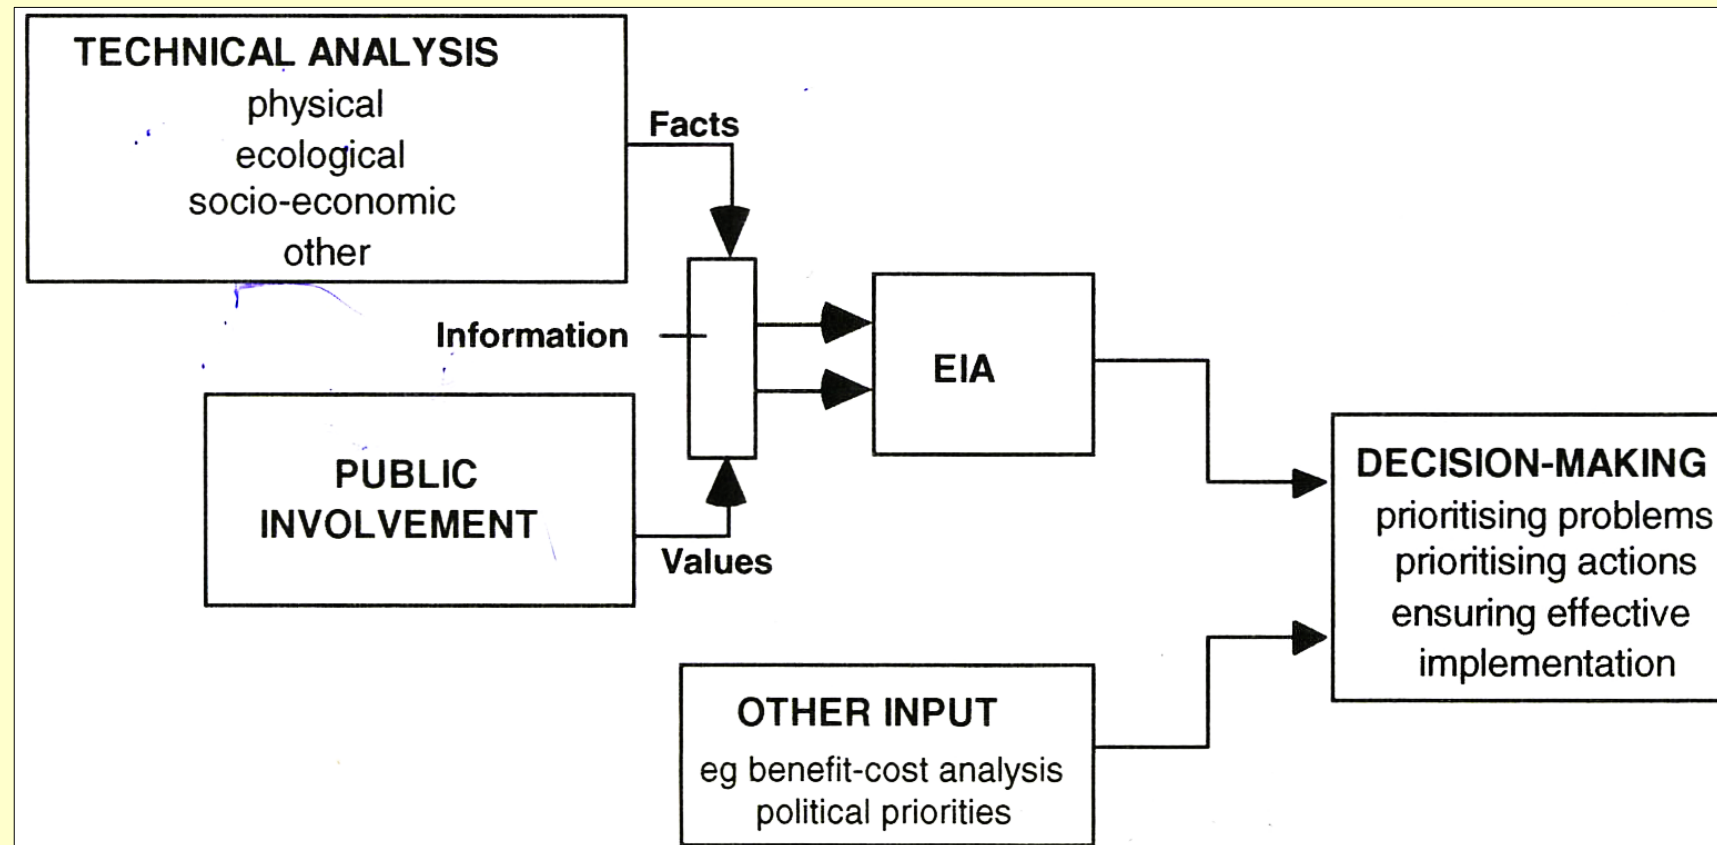 TECHNICAL ANALYSIS
physical
ecological
socio-economic
other
Facts
Information
PUBLIC
INVOLVEMENT
Values
EIA
DECISION-MAKING
prioritising problems
prioritising actions
ensuring effective
implementation
OTHER INPUT
eg benefit-cost analysis
political priorities